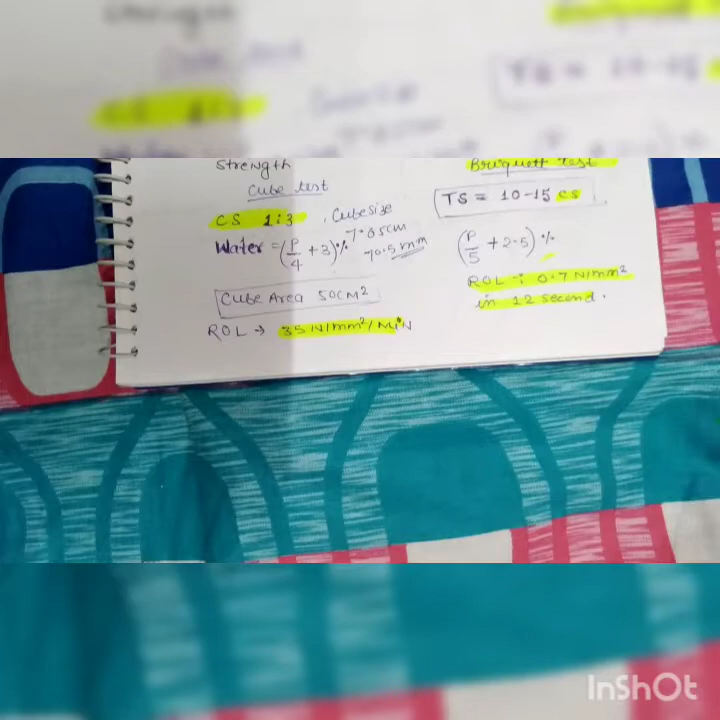 Strength
Cube test
CS 1:3, Cube size
7.05cm
Water = (P/4 + 3)% 70.5 mm
Cube Area 50CM²
ROL → 35 N/mm²/MiN
Briquett test
TS = 10-15 CS
(P/5 + 2.5)%
ROL ÷ 0.7 N/mm²
in 12 second.
InShOt